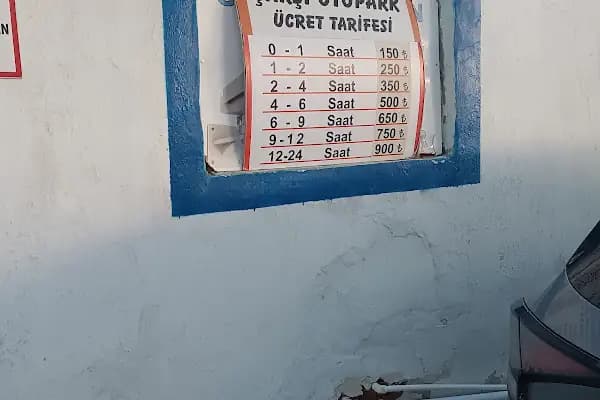 ÇARŞI OTOPARK
ÜCRET TARİFESİ
0 - 1 Saat 150 ₺
1 - 2 Saat 250 ₺
2 - 4 Saat 350 ₺
4 - 6 Saat 500 ₺
6 - 9 Saat 650 ₺
9 - 12 Saat 750 ₺
12-24 Saat 900 ₺